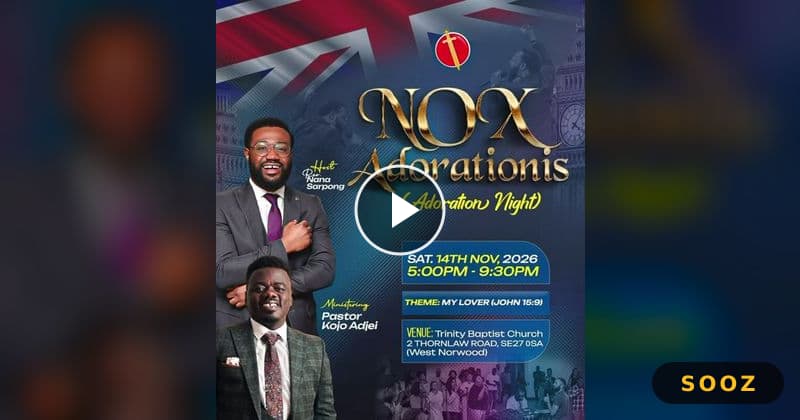 NOX
Adorationis
(Adoration Night)
Host
Nana
Sarpong
SAT. 14TH NOV, 2026
5:00PM - 9:30PM
THEME: MY LOVER (JOHN 15:9)
Ministering
Pastor
Kojo Adjei
VENUE: Trinity Baptist Church
2 THORNLAW ROAD, SE27 0SA
(West Norwood)
SOOZ